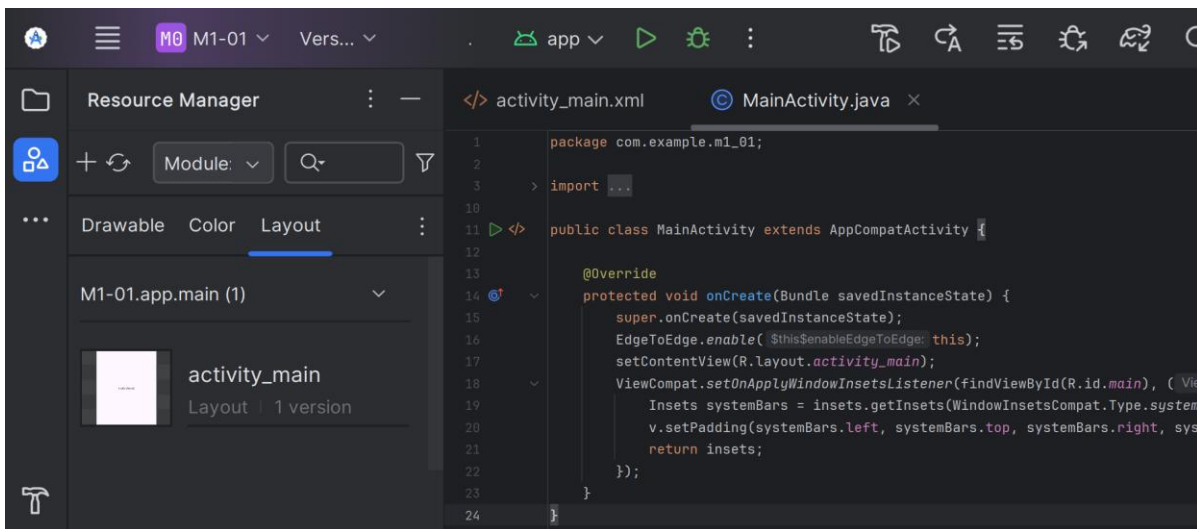 M0 M1-01 Vers... app
Resource Manager
Module:
Drawable Color Layout
M1-01.app.main (1)
activity_main
Layout | 1 version
</> activity_main.xml
C MainActivity.java ×
1 package com.example.m1_01;
2
3 import ...
10
11 </> public class MainActivity extends AppCompatActivity {
12
13 @Override
14 protected void onCreate(Bundle savedInstanceState) {
15 super.onCreate(savedInstanceState);
16 EdgeToEdge.enable( $this$enableEdgeToEdge: this);
17 setContentView(R.layout.activity_main);
18 ViewCompat.setOnApplyWindowInsetsListener(findViewById(R.id.main), ( Vie
19 Insets systemBars = insets.getInsets(WindowInsetsCompat.Type.system
20 v.setPadding(systemBars.left, systemBars.top, systemBars.right, sys
21 return insets;
22 });
23 }
24 }